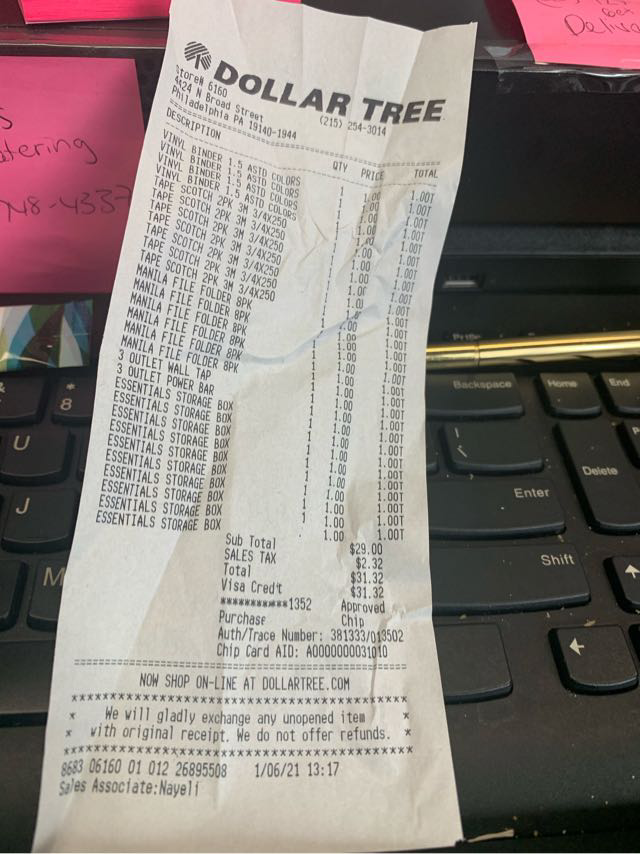 DOLLAR TREE
Store# 6160
4424 N Broad Street
(215) 254-3014
Philadelphia PA 19140-1944
DESCRIPTION QTY PRICE TOTAL
VINYL BINDER 1.5 ASTD COLORS 1 1.00 1.00T
VINYL BINDER 1.5 ASTD COLORS 1 1.00 1.00T
VINYL BINDER 1.5 ASTD COLORS 1 1.00 1.00T
VINYL BINDER 1.5 ASTD COLORS 1 1.00 1.00T
TAPE SCOTCH 2PK 3M 3/4X250 1 1.00 1.00T
TAPE SCOTCH 2PK 3M 3/4X250 1 1.00 1.00T
TAPE SCOTCH 2PK 3M 3/4X250 1 1.00 1.00T
TAPE SCOTCH 2PK 3M 3/4X250 1 1.00 1.00T
TAPE SCOTCH 2PK 3M 3/4X250 1 1.00 1.00T
TAPE SCOTCH 2PK 3M 3/4X250 1 1.00 1.00T
TAPE SCOTCH 2PK 3M 3/4X250 1 1.00 1.00T
MANILA FILE FOLDER 8PK 1 1.00 1.00T
MANILA FILE FOLDER 8PK 1 1.00 1.00T
MANILA FILE FOLDER 8PK 1 1.00 1.00T
MANILA FILE FOLDER 8PK 1 1.00 1.00T
MANILA FILE FOLDER 8PK 1 1.00 1.00T
3 OUTLET WALL TAP 1 1.00 1.00T
3 OUTLET POWER BAR 1 1.00 1.00T
ESSENTIALS STORAGE BOX 1 1.00 1.00T
ESSENTIALS STORAGE BOX 1 1.00 1.00T
ESSENTIALS STORAGE BOX 1 1.00 1.00T
ESSENTIALS STORAGE BOX 1 1.00 1.00T
ESSENTIALS STORAGE BOX 1 1.00 1.00T
ESSENTIALS STORAGE BOX 1 1.00 1.00T
ESSENTIALS STORAGE BOX 1 1.00 1.00T
ESSENTIALS STORAGE BOX 1 1.00 1.00T
ESSENTIALS STORAGE BOX 1 1.00 1.00T
ESSENTIALS STORAGE BOX 1 1.00 1.00T
ESSENTIALS STORAGE BOX 1 1.00 1.00T
Sub Total $29.00
SALES TAX $2.32
Total $31.32
Visa Credit $31.32
***********1352 Approved
Purchase Chip
Auth/Trace Number: 381333/013502
Chip Card AID: A0000000031010
NOW SHOP ON-LINE AT DOLLARTREE.COM
* We will gladly exchange any unopened item *
* with original receipt. We do not offer refunds. *
8683 06160 01 012 26895508 1/06/21 13:17
Sales Associate:Nayeli
Backspace
Home
End
Delete
Enter
Shift
*
8
U
J
M